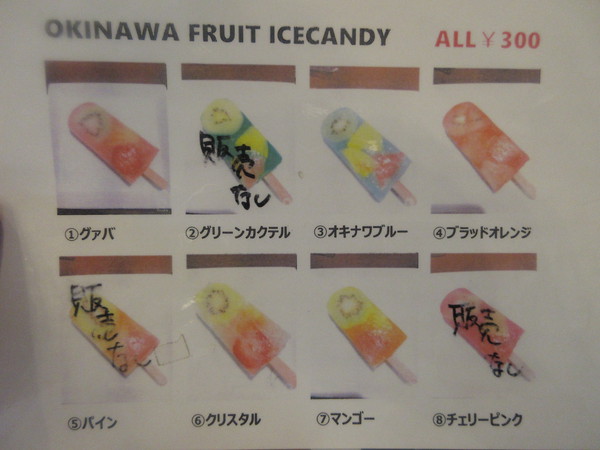 OKINAWA FRUIT ICECANDY ALL ¥300
販売
なし
①グァバ ②グリーンカクテル ③オキナワブルー ④ブラッドオレンジ
販売なし
販売
なし
⑤パイン ⑥クリスタル ⑦マンゴー ⑧チェリーピンク